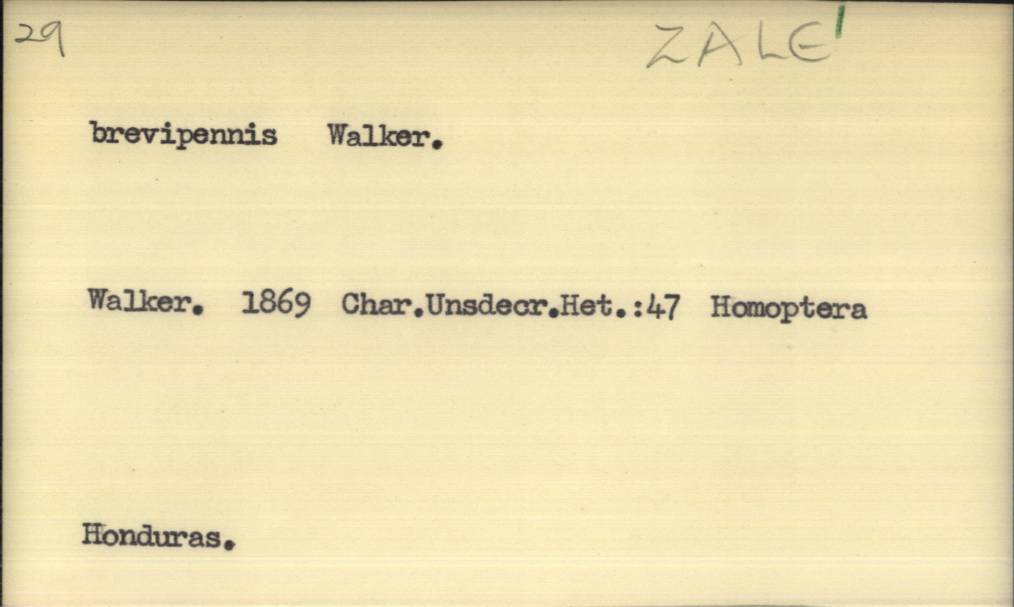 29 ZALE
brevipennis Walker.
Walker. 1869 Char.Unsdecr.Het.:47 Homoptera
Honduras.